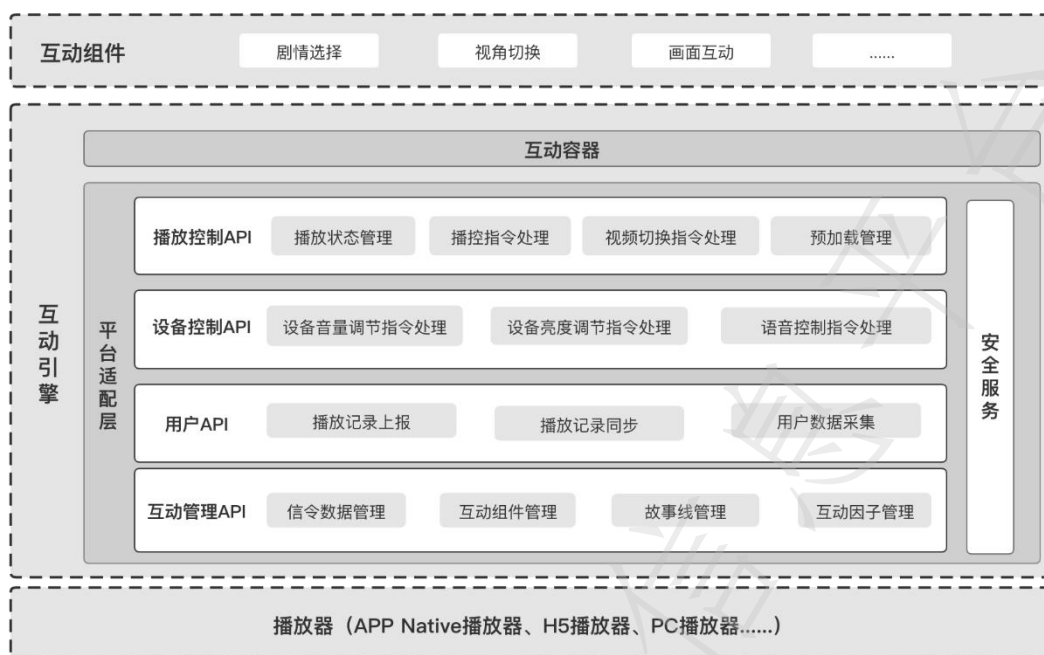 互动组件 剧情选择 视角切换 画面互动 ......
互动容器
播放控制API 播放状态管理 播控指令处理 视频切换指令处理 预加载管理
设备控制API 设备音量调节指令处理 设备亮度调节指令处理 语音控制指令处理
用户API 播放记录上报 播放记录同步 用户数据采集
互动管理API 信令数据管理 互动组件管理 故事线管理 互动因子管理
互动引擎
平台适配层
安全服务
播放器（APP Native播放器、H5播放器、PC播放器......）